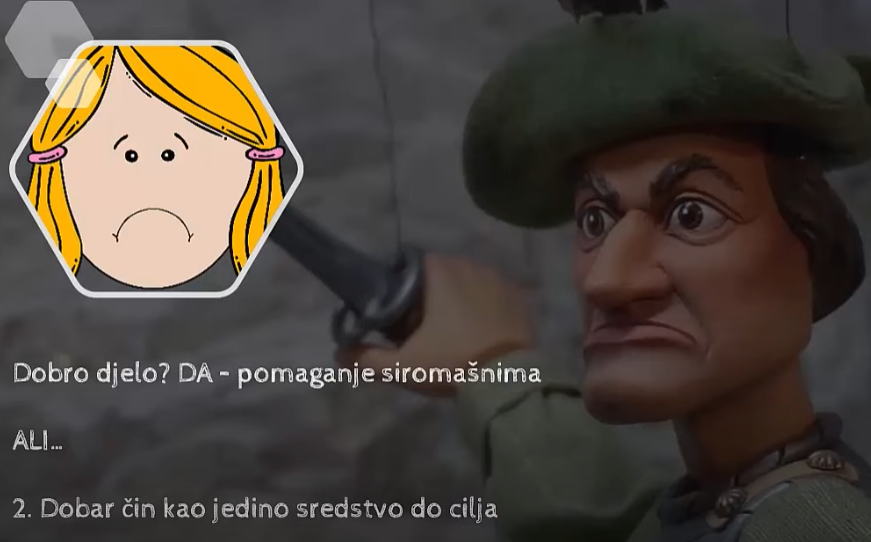 Dobro djelo? DA - pomaganje siromašnima
ALI...
2. Dobar čin kao jedino sredstvo do cilja